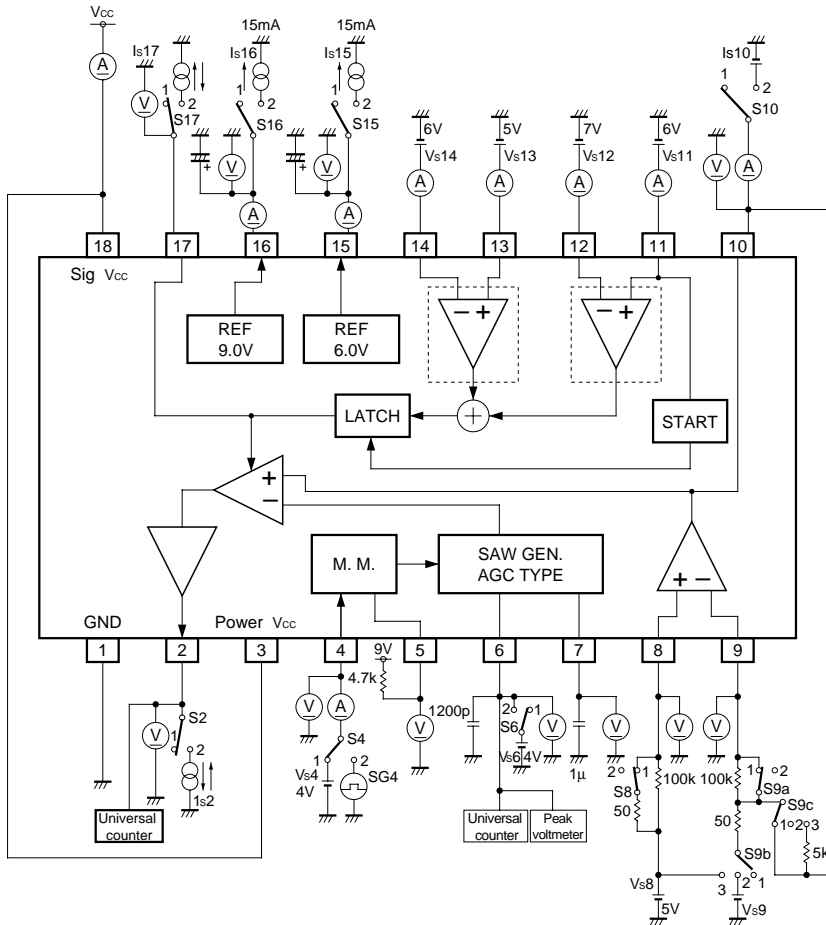 Vcc
15mA
15mA
Is17
Is16
Is15
Is10
A
1
2
S17
V
1
2
S16
V
+
A
1
2
S15
V
+
A
6V
Vs14
A
5V
Vs13
A
7V
Vs12
A
6V
Vs11
A
1
2
S10
V
A
18
17
16
15
14
13
12
11
10
Sig Vcc
REF
9.0V
REF
6.0V
− +
− +
LATCH
+
START
+
−
M. M.
SAW GEN.
AGC TYPE
+ −
GND
Power Vcc
1
2
3
4
5
6
7
8
9
S2
V
1
2
1s2
Universal
counter
V
A
S4
1
2
Vs4
4V
SG4
9V
4.7k
V
1200p
2
1
S6
Vs6 4V
V
Universal
counter
Peak
voltmeter
1μ
V
V
2
1
S8
50
100k
Vs8
5V
V
100k
1
2
S9a
50
S9c
1
2
3
5k
S9b
3
2
1
Vs9